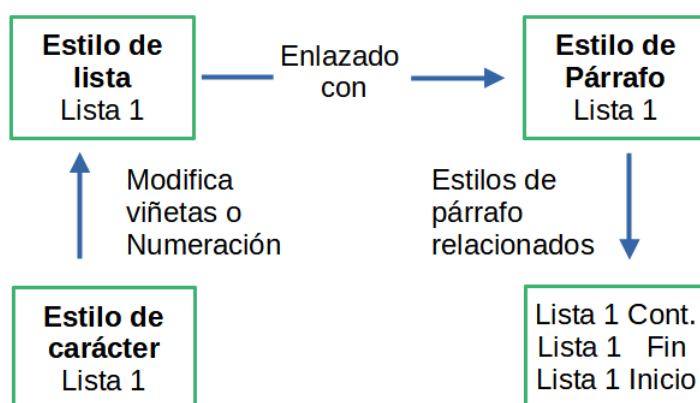 Estilo de
lista
Lista 1
Enlazado
con
Estilo de
Párrafo
Lista 1
Modifica
viñetas o
Numeración
Estilos de
párrafo
relacionados
Estilo de
carácter
Lista 1
Lista 1 Cont.
Lista 1 Fin
Lista 1 Inicio